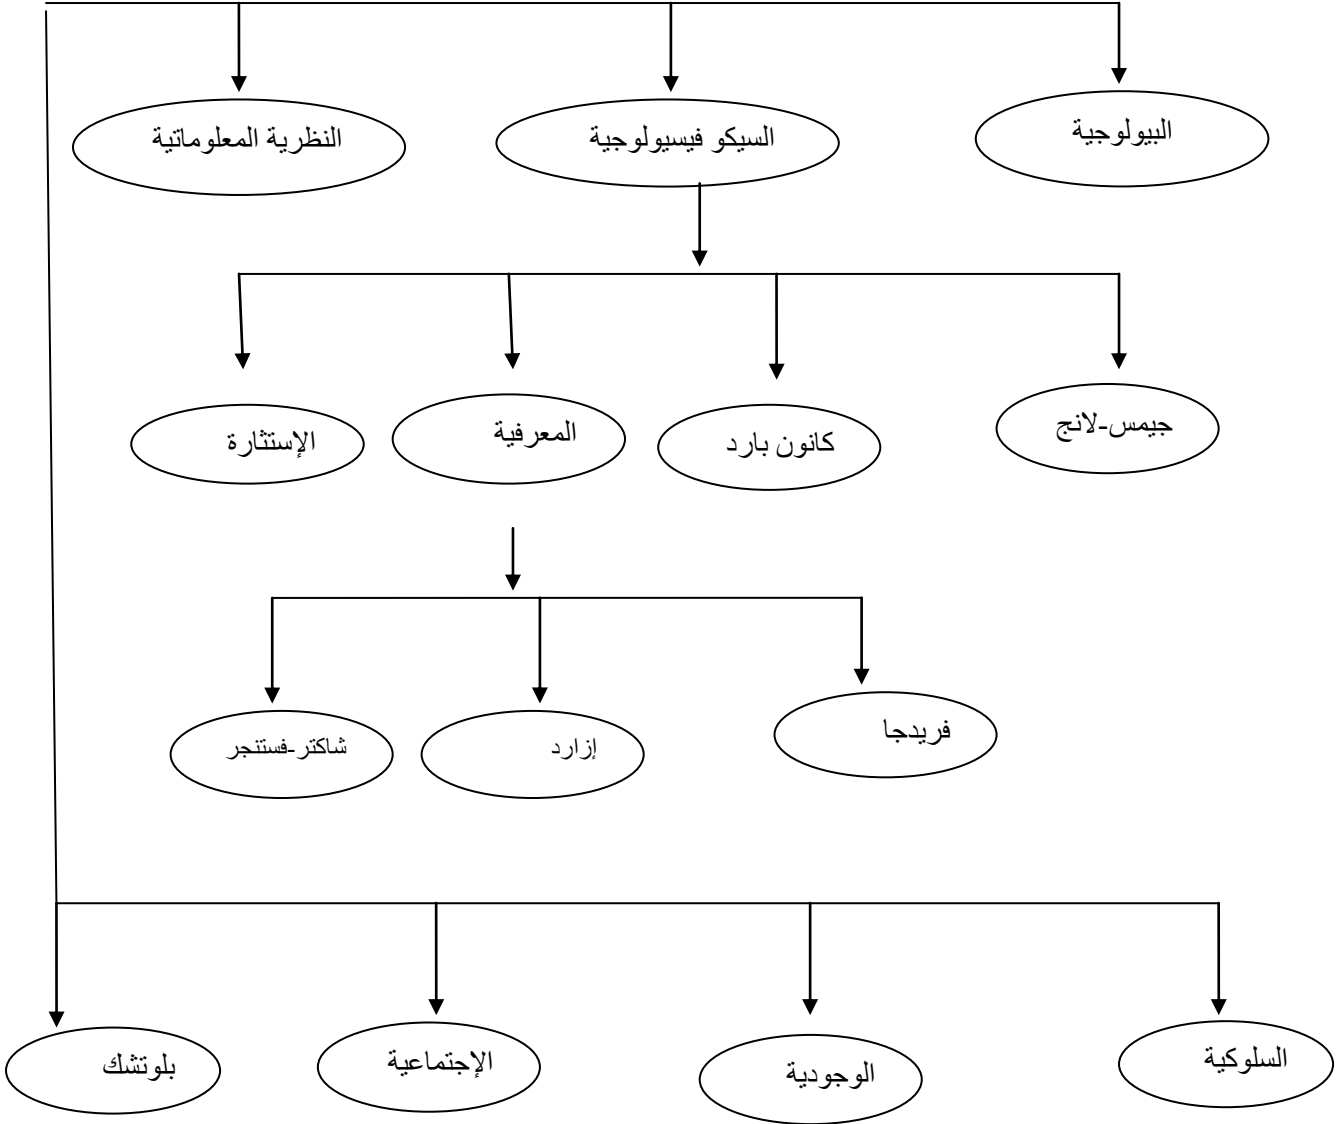 البيولوجية
السيكو فيسيولوجية
النظرية المعلوماتية
جيمس-لانج
كانون بارد
المعرفية
الإستثارة
فريدجا
إزارد
شاكتر-فستنجر
السلوكية
الوجودية
الإجتماعية
بلوتشك